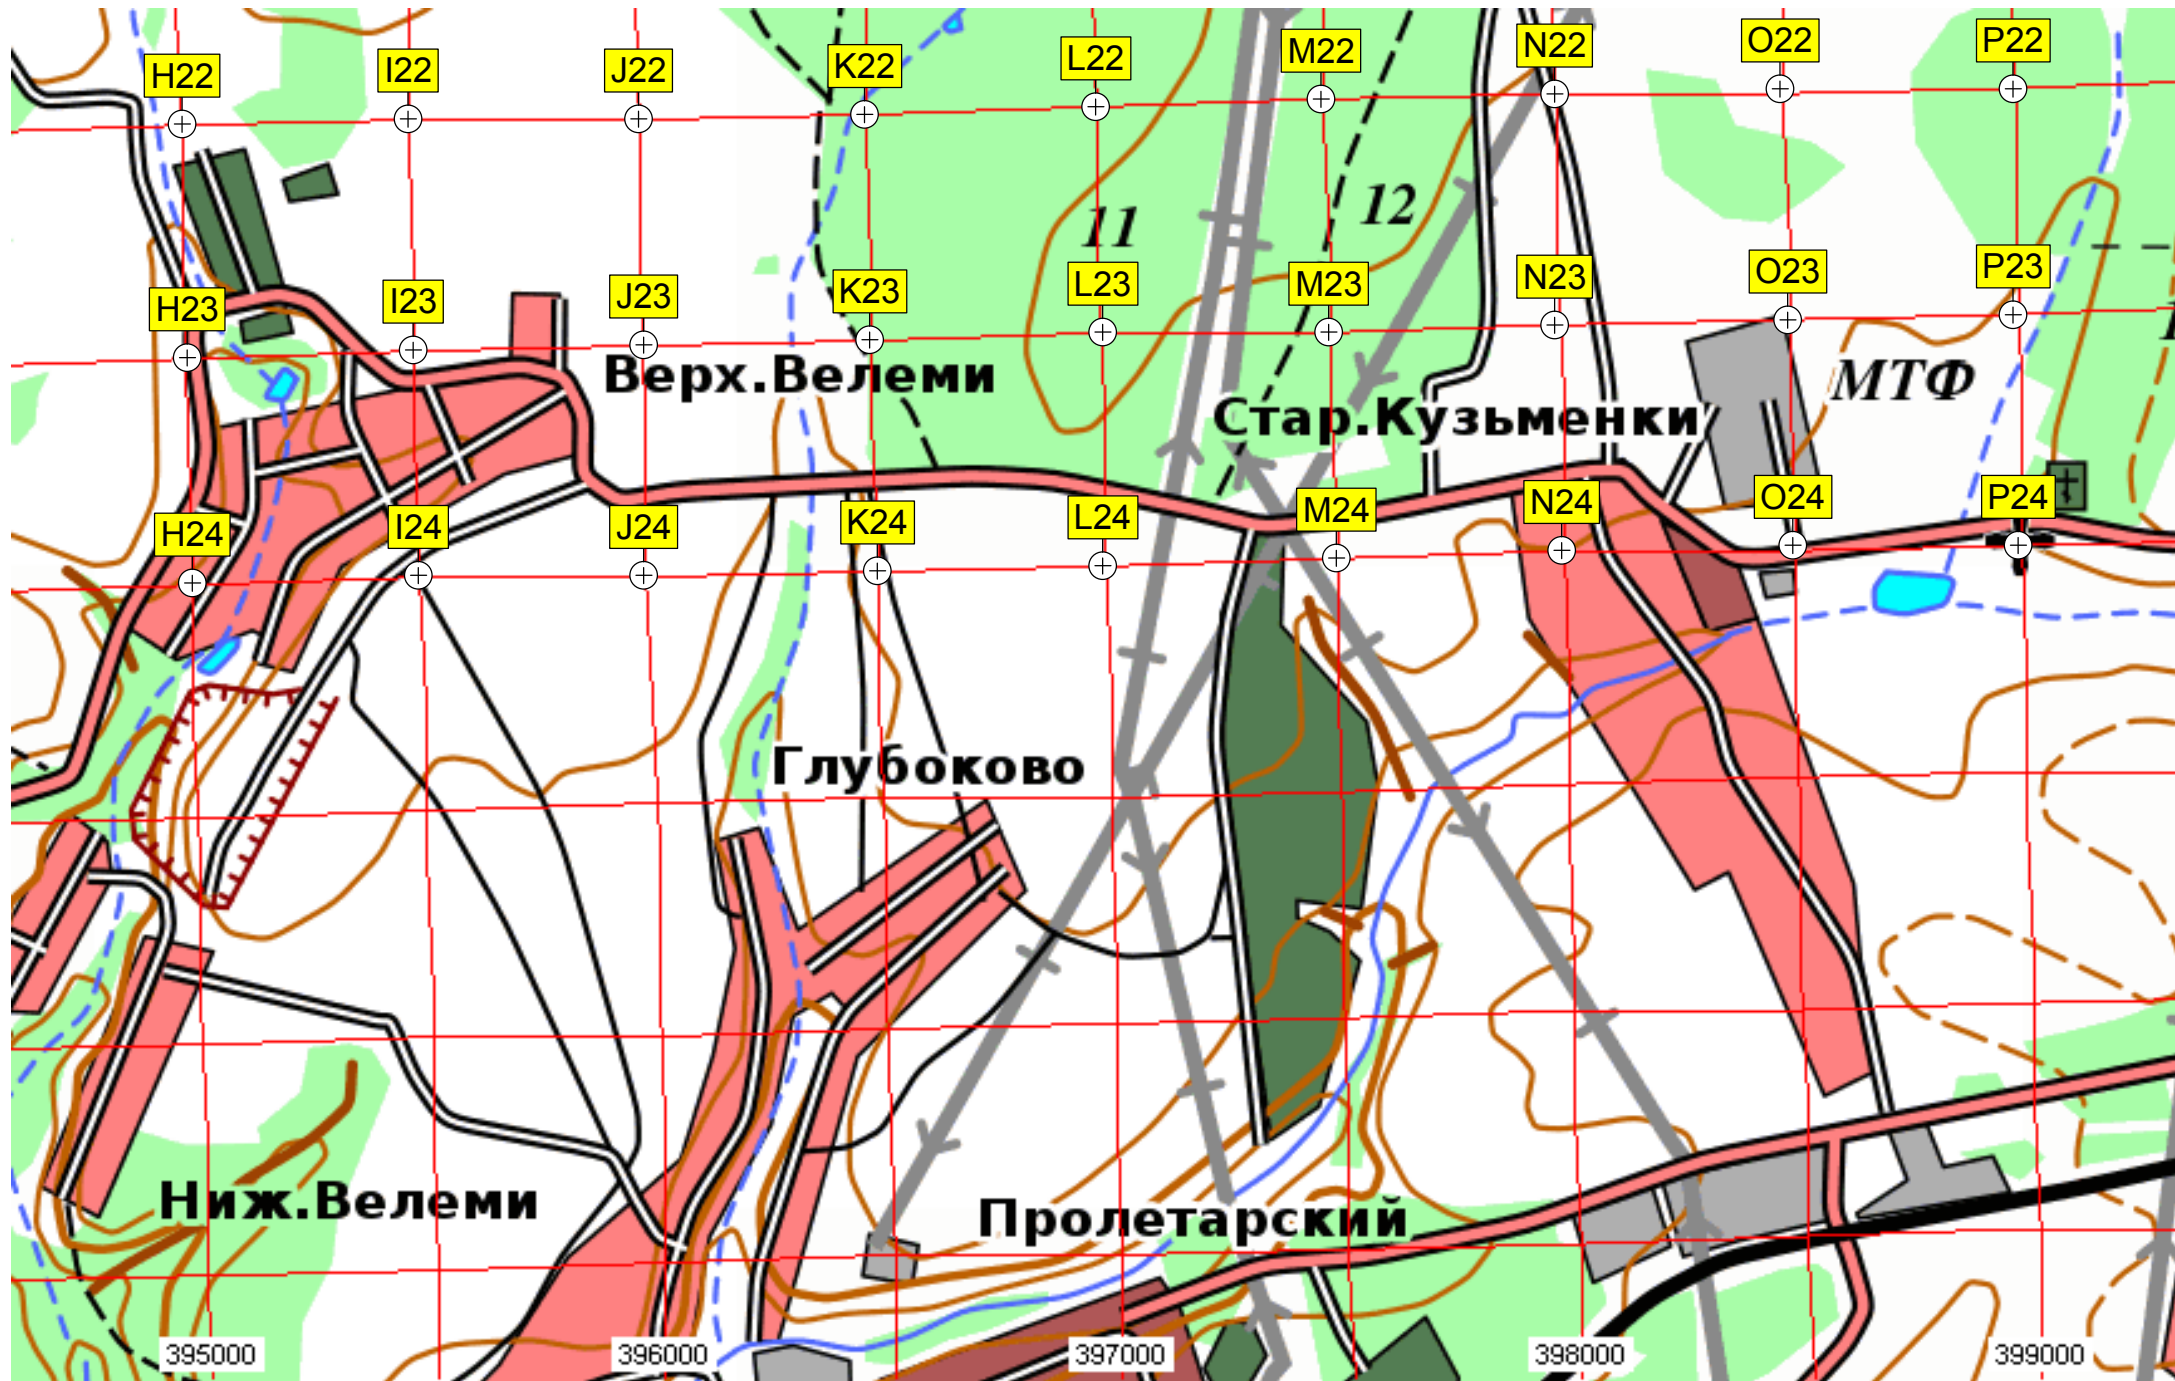 H22 I22 J22 K22 L22 M22 N22 O22 P22
11 12
H23 I23 J23 K23 L23 M23 N23 O23 P23
Верх.Велеми
МТФ
Стар.Кузьменки
H24 I24 J24 K24 L24 M24 N24 O24 P24
Глубоково
Ниж.Велеми
Пролетарский
395000 396000 397000 398000 399000